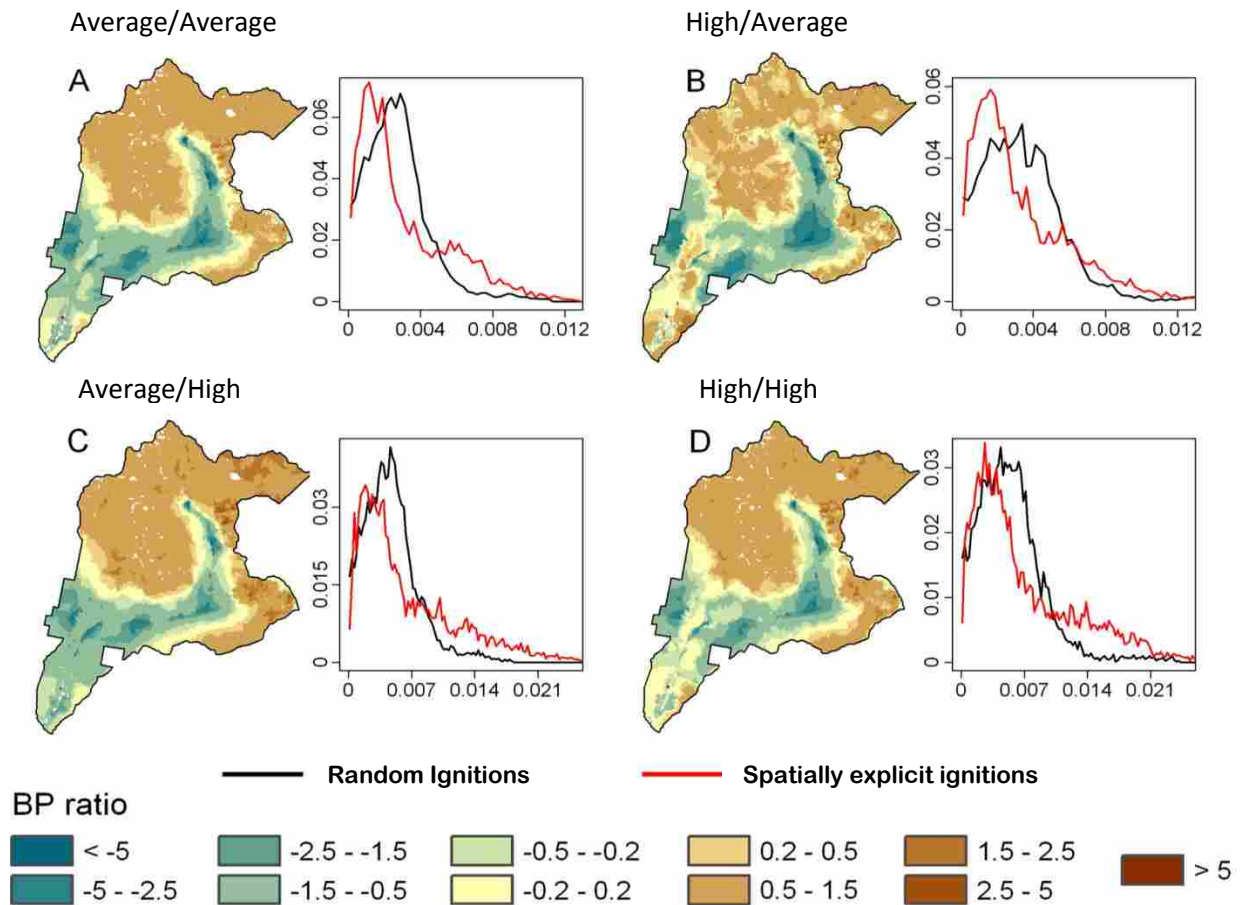 Average/Average
High/Average
A
0.06
0.04
0.02
0
0 0.004 0.008 0.012
B
0.06
0.04
0.02
0
0 0.004 0.008 0.012
Average/High
High/High
C
0.03
0.015
0
0 0.007 0.014 0.021
D
0.03
0.02
0.01
0
0 0.007 0.014 0.021
Random Ignitions
Spatially explicit ignitions
BP ratio
< -5
-2.5 - -1.5
-0.5 - -0.2
0.2 - 0.5
1.5 - 2.5
> 5
-5 - -2.5
-1.5 - -0.5
-0.2 - 0.2
0.5 - 1.5
2.5 - 5